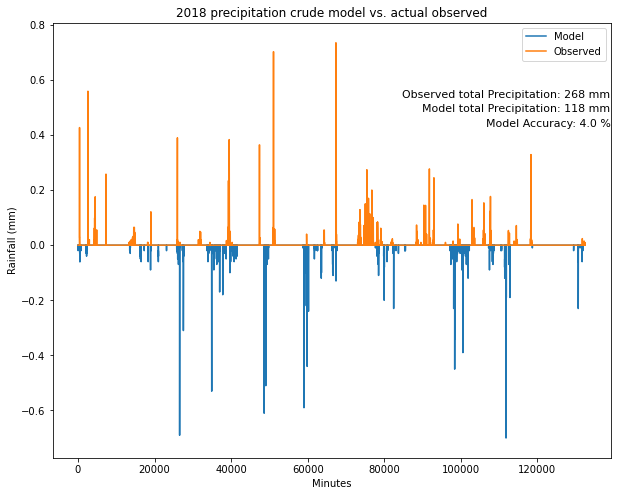 2018 precipitation crude model vs. actual observed
Model
Observed
Observed total Precipitation: 268 mm
Model total Precipitation: 118 mm
Model Accuracy: 4.0 %
Rainfall (mm)
0.8
0.6
0.4
0.2
0.0
−0.2
−0.4
−0.6
0
20000
40000
60000
80000
100000
120000
Minutes